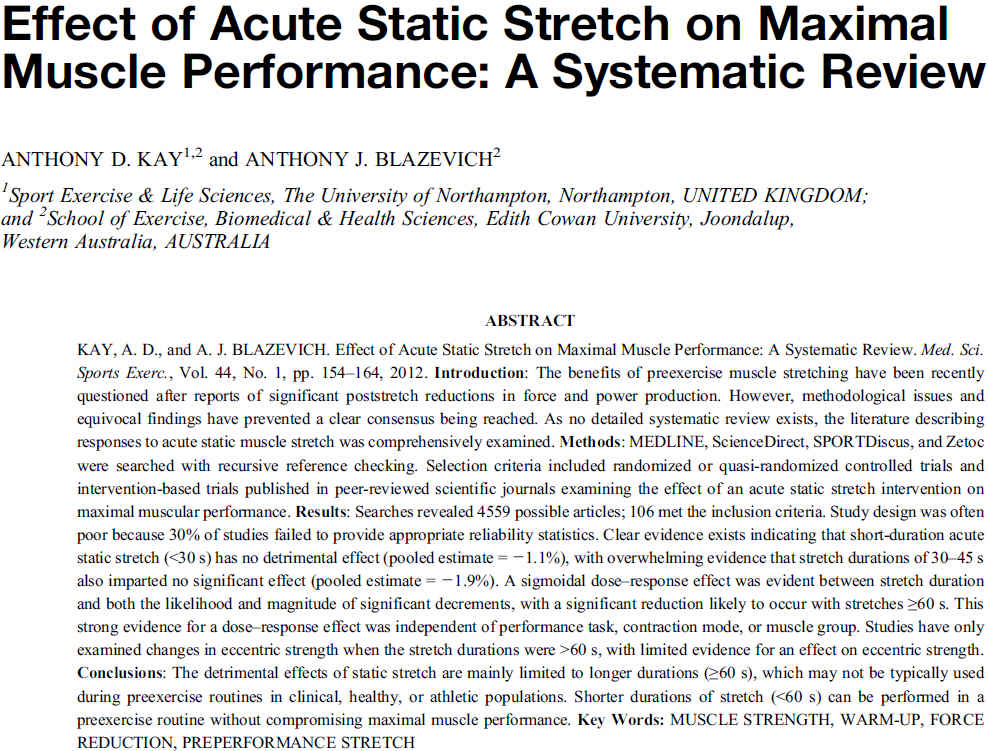 Effect of Acute Static Stretch on Maximal
Muscle Performance: A Systematic Review
ANTHONY D. KAY1,2 and ANTHONY J. BLAZEVICH2
1Sport Exercise & Life Sciences, The University of Northampton, Northampton, UNITED KINGDOM;
and 2School of Exercise, Biomedical & Health Sciences, Edith Cowan University, Joondalup,
Western Australia, AUSTRALIA
ABSTRACT
KAY, A. D., and A. J. BLAZEVICH. Effect of Acute Static Stretch on Maximal Muscle Performance: A Systematic Review. Med. Sci.
Sports Exerc., Vol. 44, No. 1, pp. 154–164, 2012. Introduction: The benefits of preexercise muscle stretching have been recently
questioned after reports of significant poststretch reductions in force and power production. However, methodological issues and
equivocal findings have prevented a clear consensus being reached. As no detailed systematic review exists, the literature describing
responses to acute static muscle stretch was comprehensively examined. Methods: MEDLINE, ScienceDirect, SPORTDiscus, and Zetoc
were searched with recursive reference checking. Selection criteria included randomized or quasi-randomized controlled trials and
intervention-based trials published in peer-reviewed scientific journals examining the effect of an acute static stretch intervention on
maximal muscular performance. Results: Searches revealed 4559 possible articles; 106 met the inclusion criteria. Study design was often
poor because 30% of studies failed to provide appropriate reliability statistics. Clear evidence exists indicating that short-duration acute
static stretch (<30 s) has no detrimental effect (pooled estimate = −1.1%), with overwhelming evidence that stretch durations of 30–45 s
also imparted no significant effect (pooled estimate = −1.9%). A sigmoidal dose–response effect was evident between stretch duration
and both the likelihood and magnitude of significant decrements, with a significant reduction likely to occur with stretches ≥60 s. This
strong evidence for a dose–response effect was independent of performance task, contraction mode, or muscle group. Studies have only
examined changes in eccentric strength when the stretch durations were >60 s, with limited evidence for an effect on eccentric strength.
Conclusions: The detrimental effects of static stretch are mainly limited to longer durations (≥60 s), which may not be typically used
during preexercise routines in clinical, healthy, or athletic populations. Shorter durations of stretch (<60 s) can be performed in a
preexercise routine without compromising maximal muscle performance. Key Words: MUSCLE STRENGTH, WARM-UP, FORCE
REDUCTION, PREPERFORMANCE STRETCH